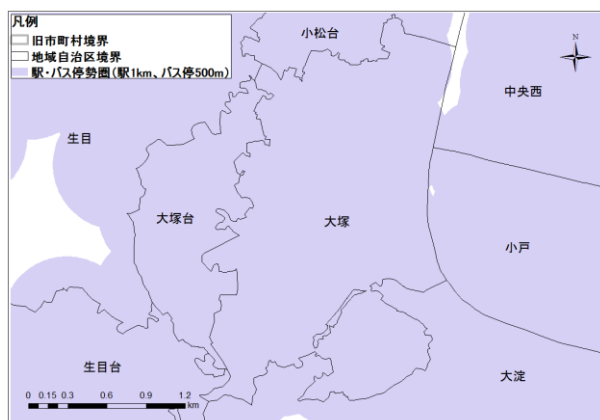 凡例
旧市町村境界
地域自治区境界
駅・バス停勢圏(駅1km、バス停500m)
小松台
N
中央西
生目
大塚台
大塚
小戸
生目台
大淀
0 0.15 0.3 0.6 0.9 1.2
km